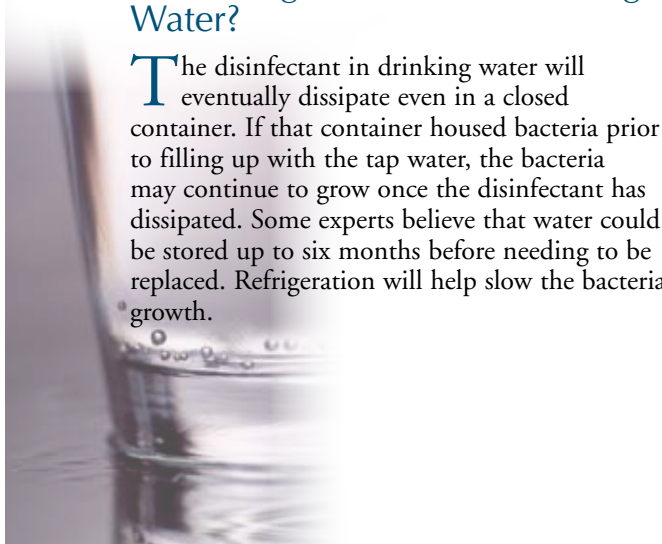 Water?
The disinfectant in drinking water will
eventually dissipate even in a closed
container. If that container housed bacteria prior
to filling up with the tap water, the bacteria
may continue to grow once the disinfectant has
dissipated. Some experts believe that water could
be stored up to six months before needing to be
replaced. Refrigeration will help slow the bacteria
growth.